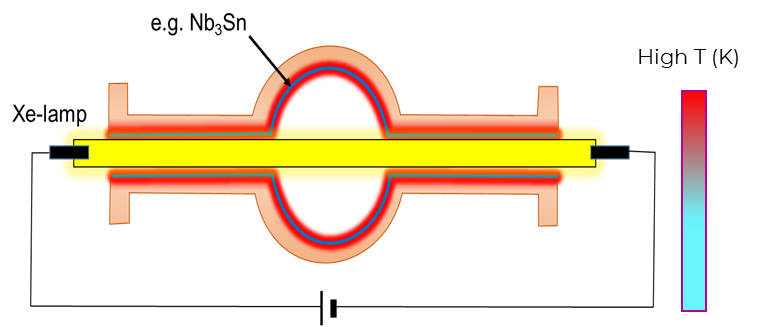 e.g. Nb₃Sn
High T (K)
Xe-lamp